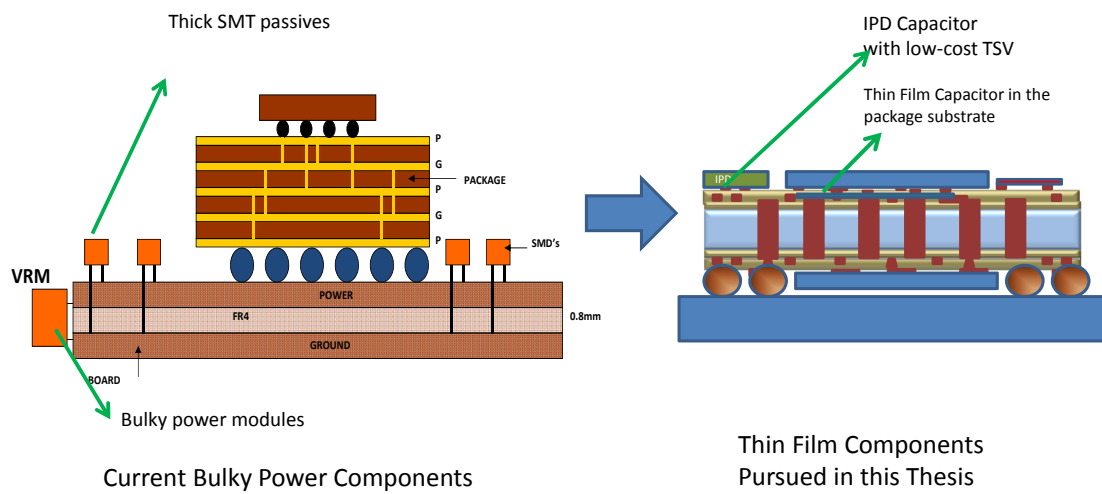 Thick SMT passives
IPD Capacitor
with low-cost TSV
Thin Film Capacitor in the
package substrate
P
G
P
G
P
PACKAGE
IPD
SMD's
VRM
POWER
FR4
0.8mm
GROUND
BOARD
Bulky power modules
Current Bulky Power Components
Thin Film Components
Pursued in this Thesis